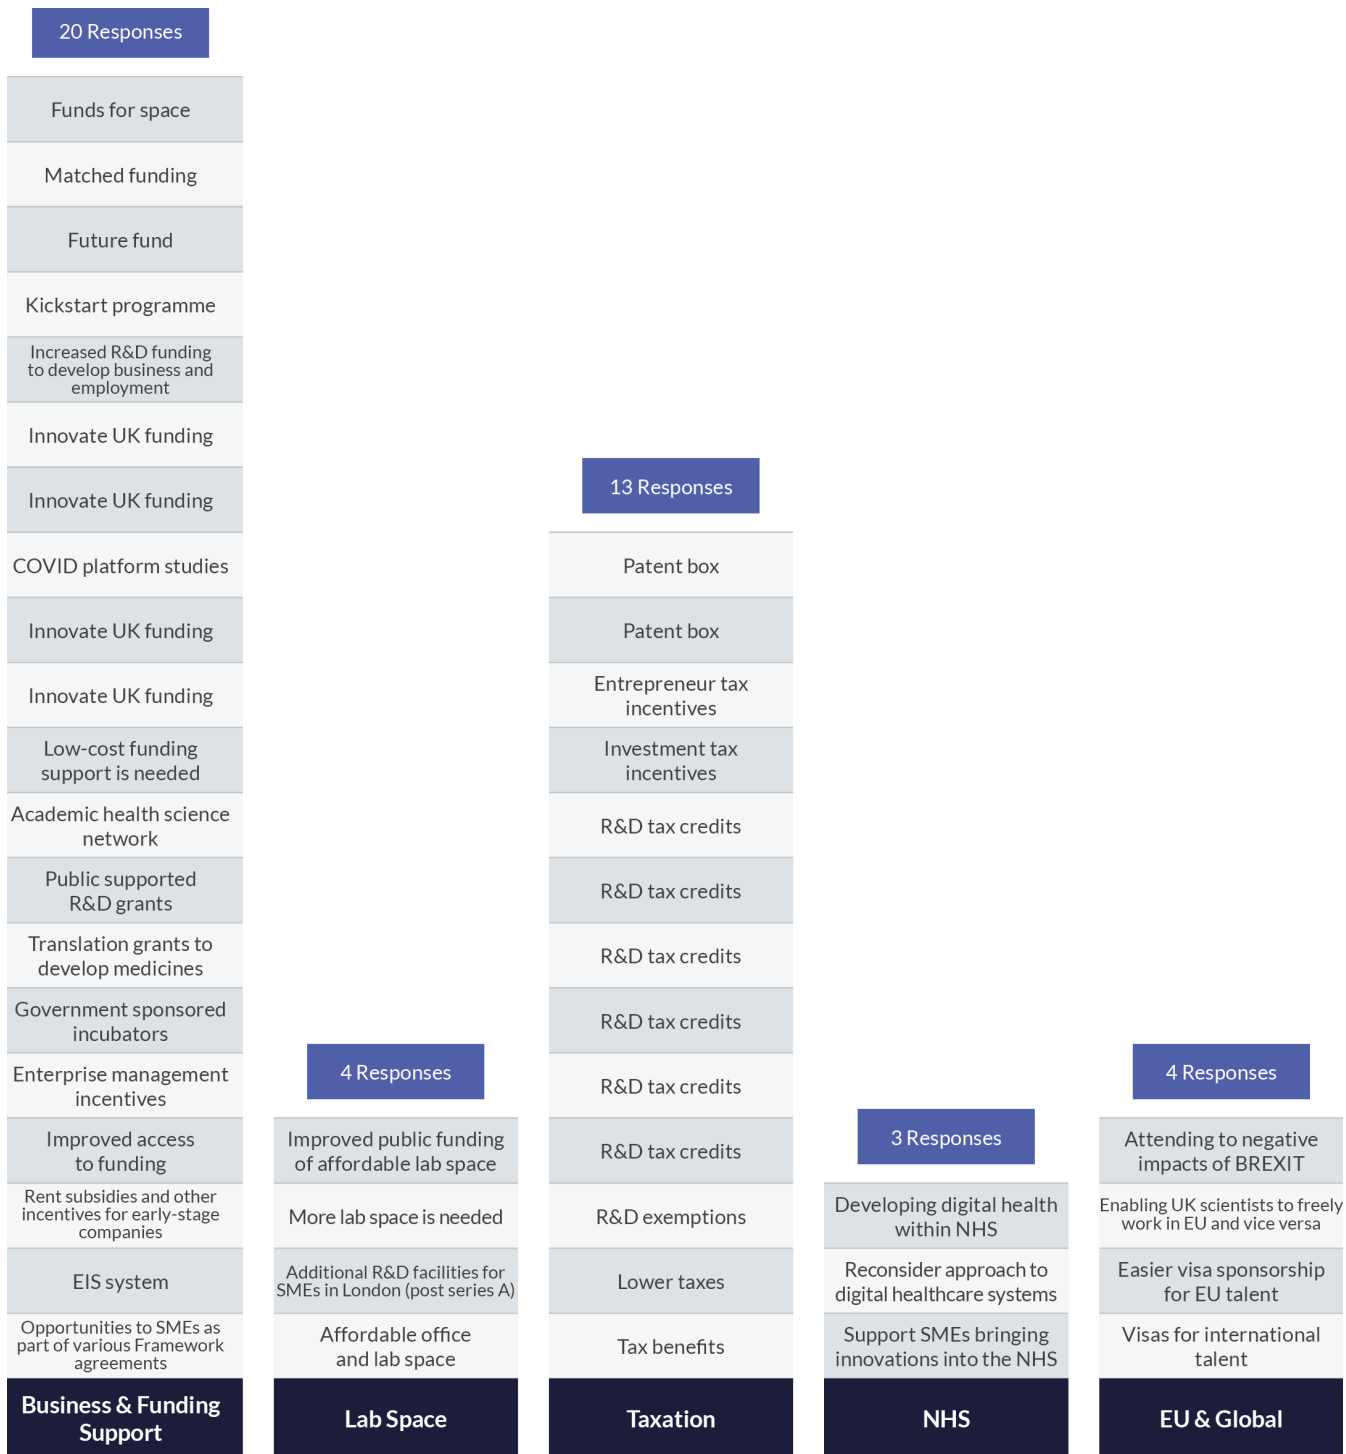 20 Responses
Funds for space
Matched funding
Future fund
Kickstart programme
Increased R&D funding
to develop business and
employment
Innovate UK funding
Innovate UK funding
COVID platform studies
Innovate UK funding
Innovate UK funding
Low-cost funding
support is needed
Academic health science
network
Public supported
R&D grants
Translation grants to
develop medicines
Government sponsored
incubators
Enterprise management
incentives
Improved access
to funding
Rent subsidies and other
incentives for early-stage
companies
EIS system
Opportunities to SMEs as
part of various Framework
agreements
Business & Funding
Support
4 Responses
Improved public funding
of affordable lab space
More lab space is needed
Additional R&D facilities for
SMEs in London (post series A)
Affordable office
and lab space
Lab Space
13 Responses
Patent box
Patent box
Entrepreneur tax
incentives
Investment tax
incentives
R&D tax credits
R&D tax credits
R&D tax credits
R&D tax credits
R&D tax credits
R&D tax credits
R&D exemptions
Lower taxes
Tax benefits
Taxation
3 Responses
Developing digital health
within NHS
Reconsider approach to
digital healthcare systems
Support SMEs bringing
innovations into the NHS
NHS
4 Responses
Attending to negative
impacts of BREXIT
Enabling UK scientists to freely
work in EU and vice versa
Easier visa sponsorship
for EU talent
Visas for international
talent
EU & Global